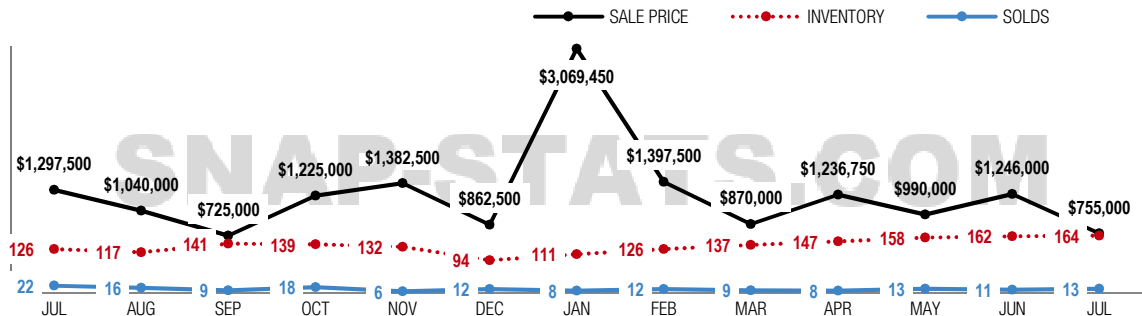 SALE PRICE INVENTORY SOLDS
SNAP-STATS.COM
$1,297,500 $1,040,000 $725,000 $1,225,000 $1,382,500 $862,500 $3,069,450 $1,397,500 $870,000 $1,236,750 $990,000 $1,246,000 $755,000
126 117 141 139 132 94 111 126 137 147 158 162 164
22 16 9 18 6 12 8 12 9 8 13 11 13
JUL AUG SEP OCT NOV DEC JAN FEB MAR APR MAY JUN JUL